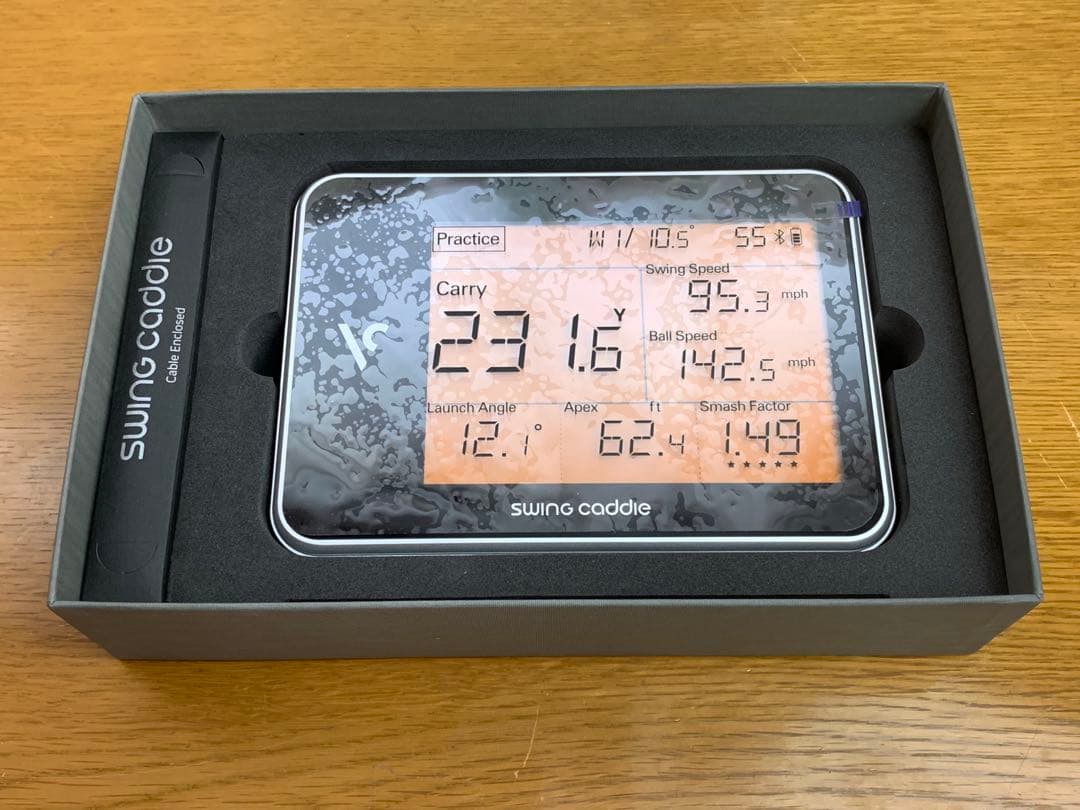 swing caddie
Cable Enclosed
Practice W1/ 10.5° 55
Carry
231.6 Y
Swing Speed
95.3 mph
Ball Speed
142.5 mph
Launch Angle
12.1°
Apex ft
62.4
Smash Factor
1.49
★★★★★
swing caddie